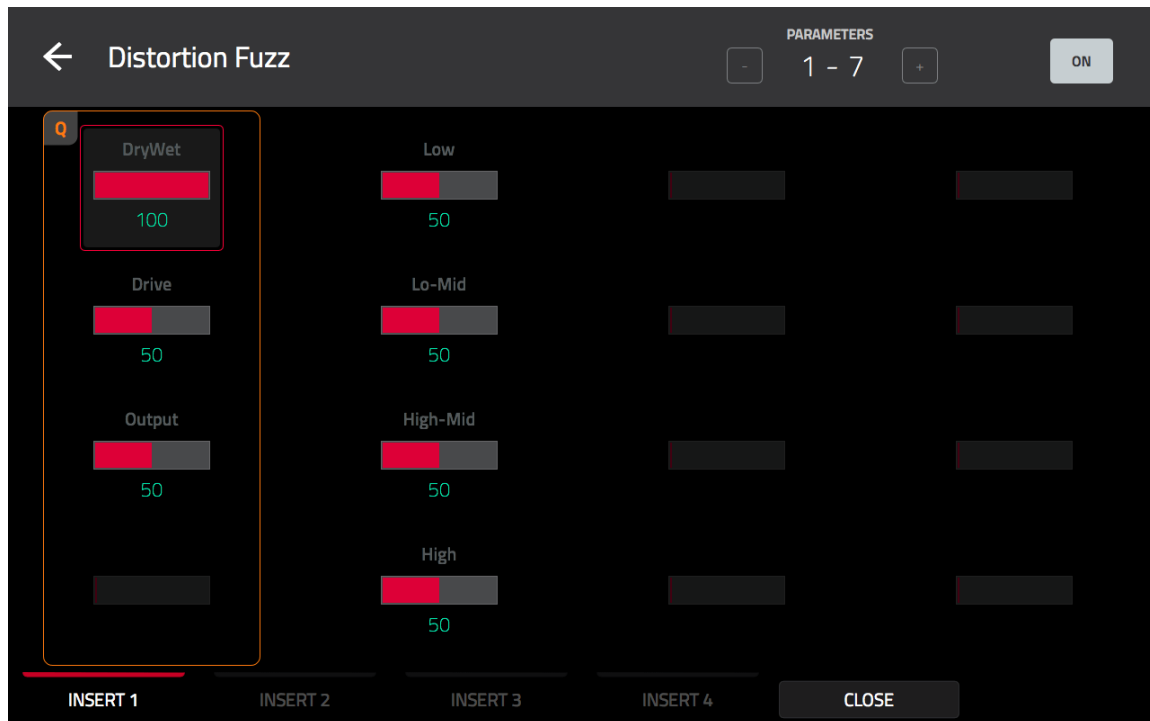 Distortion Fuzz
PARAMETERS
- 1 - 7 +
ON
Q
DryWet
100
Low
50
Drive
50
Lo-Mid
50
Output
50
High-Mid
50
High
50
INSERT 1
INSERT 2
INSERT 3
INSERT 4
CLOSE